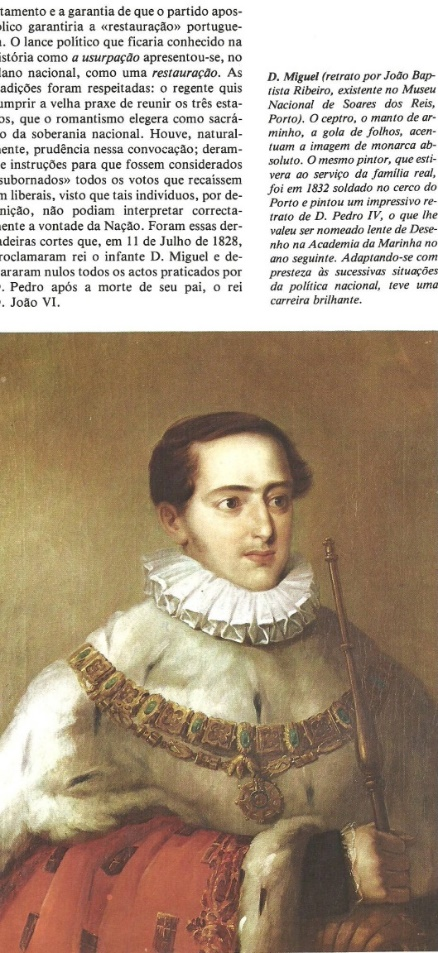 tamento e a garantia de que o partido apos-
blico garantiria a «restauração» portugue-
a. O lance político que ficaria conhecido na
istória como a usurpação apresentou-se, no
lano nacional, como uma restauração. As
adições foram respeitadas: o regente quis
umprir a velha praxe de reunir os três esta-
os, que o romantismo elegera como sacrá-
o da soberania nacional. Houve, natural-
ente, prudência nessa convocação; deram-
e instruções para que fossem considerados
subornados» todos os votos que recaíssem
m liberais, visto que tais indivíduos, por de-
nição, não podiam interpretar correcta-
ente a vontade da Nação. Foram essas der-
adeiras cortes que, em 11 de Julho de 1828,
roclamaram rei o infante D. Miguel e de-
araram nulos todos os actos praticados por
. Pedro após a morte de seu pai, o rei
. João VI.
D. Miguel (retrato por João Bap-
tista Ribeiro, existente no Museu
Nacional de Soares dos Reis,
Porto). O ceptro, o manto de ar-
minho, a gola de folhos, acen-
tuam a imagem de monarca ab-
soluto. O mesmo pintor, que esti-
vera ao serviço da família real,
foi em 1832 soldado no cerco do
Porto e pintou um impressivo re-
trato de D. Pedro IV, o que lhe
valeu ser nomeado lente de Dese-
nho na Academia da Marinha no
ano seguinte. Adaptando-se com
presteza às sucessivas situações
da política nacional, teve uma
carreira brilhante.